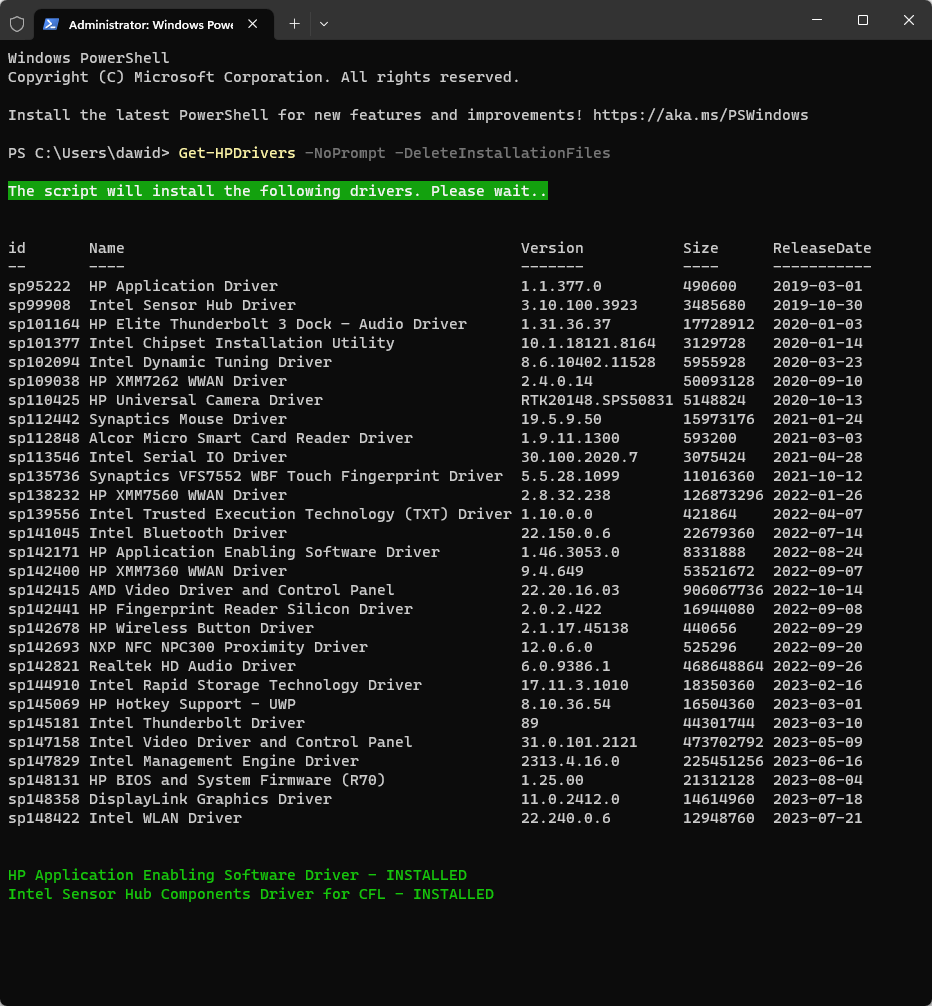 Administrator: Windows Powe
Windows PowerShell
Copyright (C) Microsoft Corporation. All rights reserved.
Install the latest PowerShell for new features and improvements! https://aka.ms/PSWindows
PS C:\Users\dawid> Get-HPDrivers -NoPrompt -DeleteInstallationFiles
The script will install the following drivers. Please wait..
id Name Version Size ReleaseDate
-- ---- ------- ---- -----------
sp95222 HP Application Driver 1.1.377.0 490600 2019-03-01
sp99908 Intel Sensor Hub Driver 3.10.100.3923 3485680 2019-10-30
sp101164 HP Elite Thunderbolt 3 Dock - Audio Driver 1.31.36.37 17728912 2020-01-03
sp101377 Intel Chipset Installation Utility 10.1.18121.8164 3129728 2020-01-14
sp102094 Intel Dynamic Tuning Driver 8.6.10402.11528 5955928 2020-03-23
sp109038 HP XMM7262 WWAN Driver 2.4.0.14 50093128 2020-09-10
sp110425 HP Universal Camera Driver RTK20148.SPS50831 5148824 2020-10-13
sp112442 Synaptics Mouse Driver 19.5.9.50 15973176 2021-01-24
sp112848 Alcor Micro Smart Card Reader Driver 1.9.11.1300 593200 2021-03-03
sp113546 Intel Serial IO Driver 30.100.2020.7 3075424 2021-04-28
sp135736 Synaptics VFS7552 WBF Touch Fingerprint Driver 5.5.28.1099 11016360 2021-10-12
sp138232 HP XMM7560 WWAN Driver 2.8.32.238 126873296 2022-01-26
sp139556 Intel Trusted Execution Technology (TXT) Driver 1.10.0.0 421864 2022-04-07
sp141045 Intel Bluetooth Driver 22.150.0.6 22679360 2022-07-14
sp142171 HP Application Enabling Software Driver 1.46.3053.0 8331888 2022-08-24
sp142400 HP XMM7360 WWAN Driver 9.4.649 53521672 2022-09-07
sp142415 AMD Video Driver and Control Panel 22.20.16.03 906067736 2022-10-14
sp142441 HP Fingerprint Reader Silicon Driver 2.0.2.422 16944080 2022-09-08
sp142678 HP Wireless Button Driver 2.1.17.45138 440656 2022-09-29
sp142693 NXP NFC NPC300 Proximity Driver 12.0.6.0 525296 2022-09-20
sp142821 Realtek HD Audio Driver 6.0.9386.1 468648864 2022-09-26
sp144910 Intel Rapid Storage Technology Driver 17.11.3.1010 18350360 2023-02-16
sp145069 HP Hotkey Support - UWP 8.10.36.54 16504360 2023-03-01
sp145181 Intel Thunderbolt Driver 89 44301744 2023-03-10
sp147158 Intel Video Driver and Control Panel 31.0.101.2121 473702792 2023-05-09
sp147829 Intel Management Engine Driver 2313.4.16.0 225451256 2023-06-16
sp148131 HP BIOS and System Firmware (R70) 1.25.00 21312128 2023-08-04
sp148358 DisplayLink Graphics Driver 11.0.2412.0 14614960 2023-07-18
sp148422 Intel WLAN Driver 22.240.0.6 12948760 2023-07-21
HP Application Enabling Software Driver - INSTALLED
Intel Sensor Hub Components Driver for CFL - INSTALLED